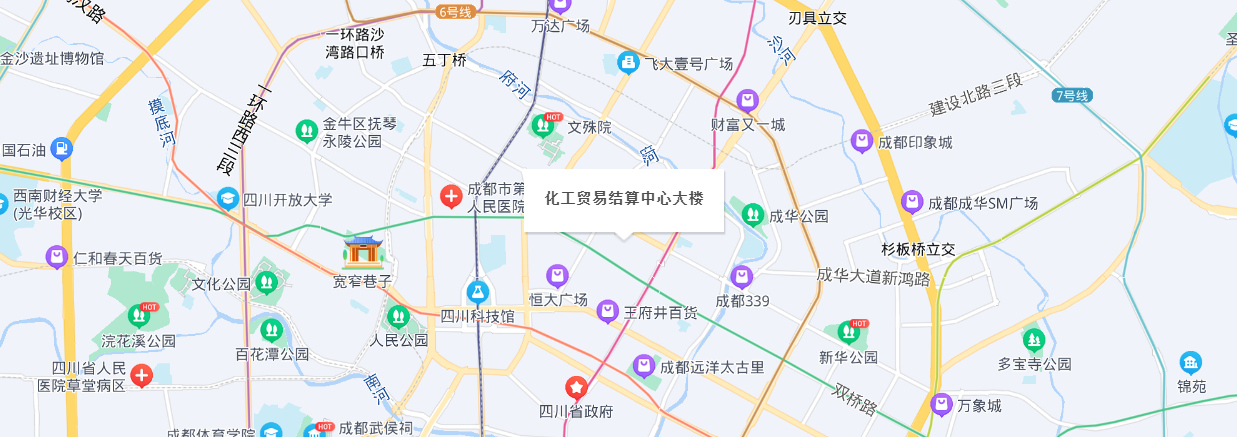 汉路
6号线
万达广场
刃具立交
一环路沙
湾路口桥
五丁桥
沙河
金沙遗址博物馆
飞大壹号广场
府河
7号线
建设北路三段
摸底河
一环路西三段
金牛区抚琴
永陵公园
HOT
文殊院
财富又一城
国石油
成都印象城
西南财经大学
(光华校区)
四川开放大学
成都市第
人民医院
化工贸易结算中心大楼
成华公园
成都成华SM广场
杉板桥立交
仁和春天百货
宽窄巷子
文化公园
恒大广场
成都339
成华大道新鸿路
HOT
浣花溪公园
四川科技馆
王府井百货
人民公园
百花潭公园
HOT
新华公园
多宝寺公园
四川省人民
医院草堂病区
成都远洋太古里
锦苑
南河
双桥路
四川省政府
万象城
成都体育学院
HOT
成都武侯祠